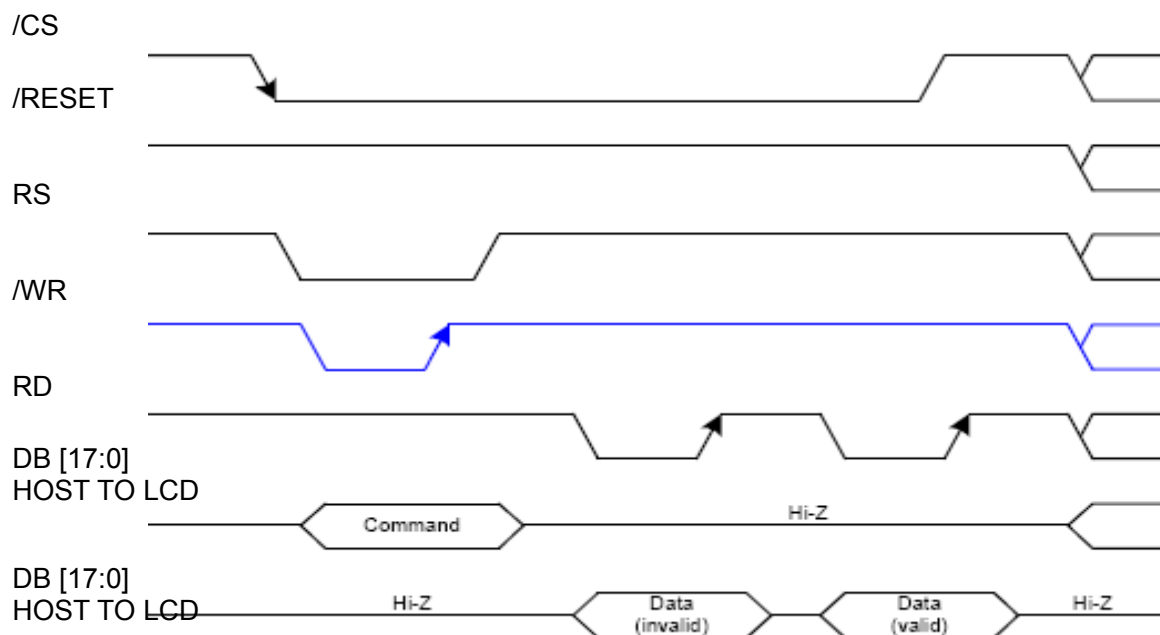 /CS
/RESET
RS
/WR
RD
DB [17:0]
HOST TO LCD
Command
Hi-Z
DB [17:0]
HOST TO LCD
Hi-Z
Data
(invalid)
Data
(valid)
Hi-Z